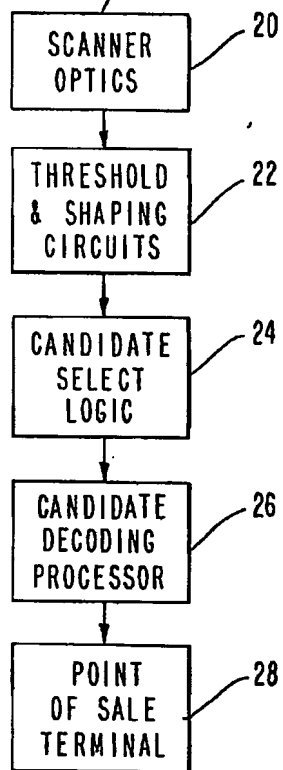 SCANNER
OPTICS
20
THRESHOLD
& SHAPING
CIRCUITS
22
CANDIDATE
SELECT
LOGIC
24
CANDIDATE
DECODING
PROCESSOR
26
POINT
OF SALE
TERMINAL
28